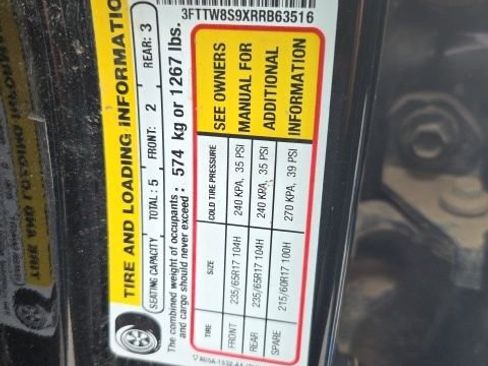 3FTTW8S9XRRB63516
TIRE AND LOADING INFORMATIO
SEATING CAPACITY TOTAL : 5 FRONT: 2 REAR: 3
The combined weight of occupants
and cargo should never exceed : 574 kg or 1267 lbs.
TIRE SIZE COLD TIRE PRESSURE SEE OWNERS
FRONT 235/65R17 104H 240 KPA, 35 PSI MANUAL FOR
REAR 235/65R17 104H 240 KPA, 35 PSI ADDITIONAL
SPARE 215/60R17 100H 270 KPA, 39 PSI INFORMATION